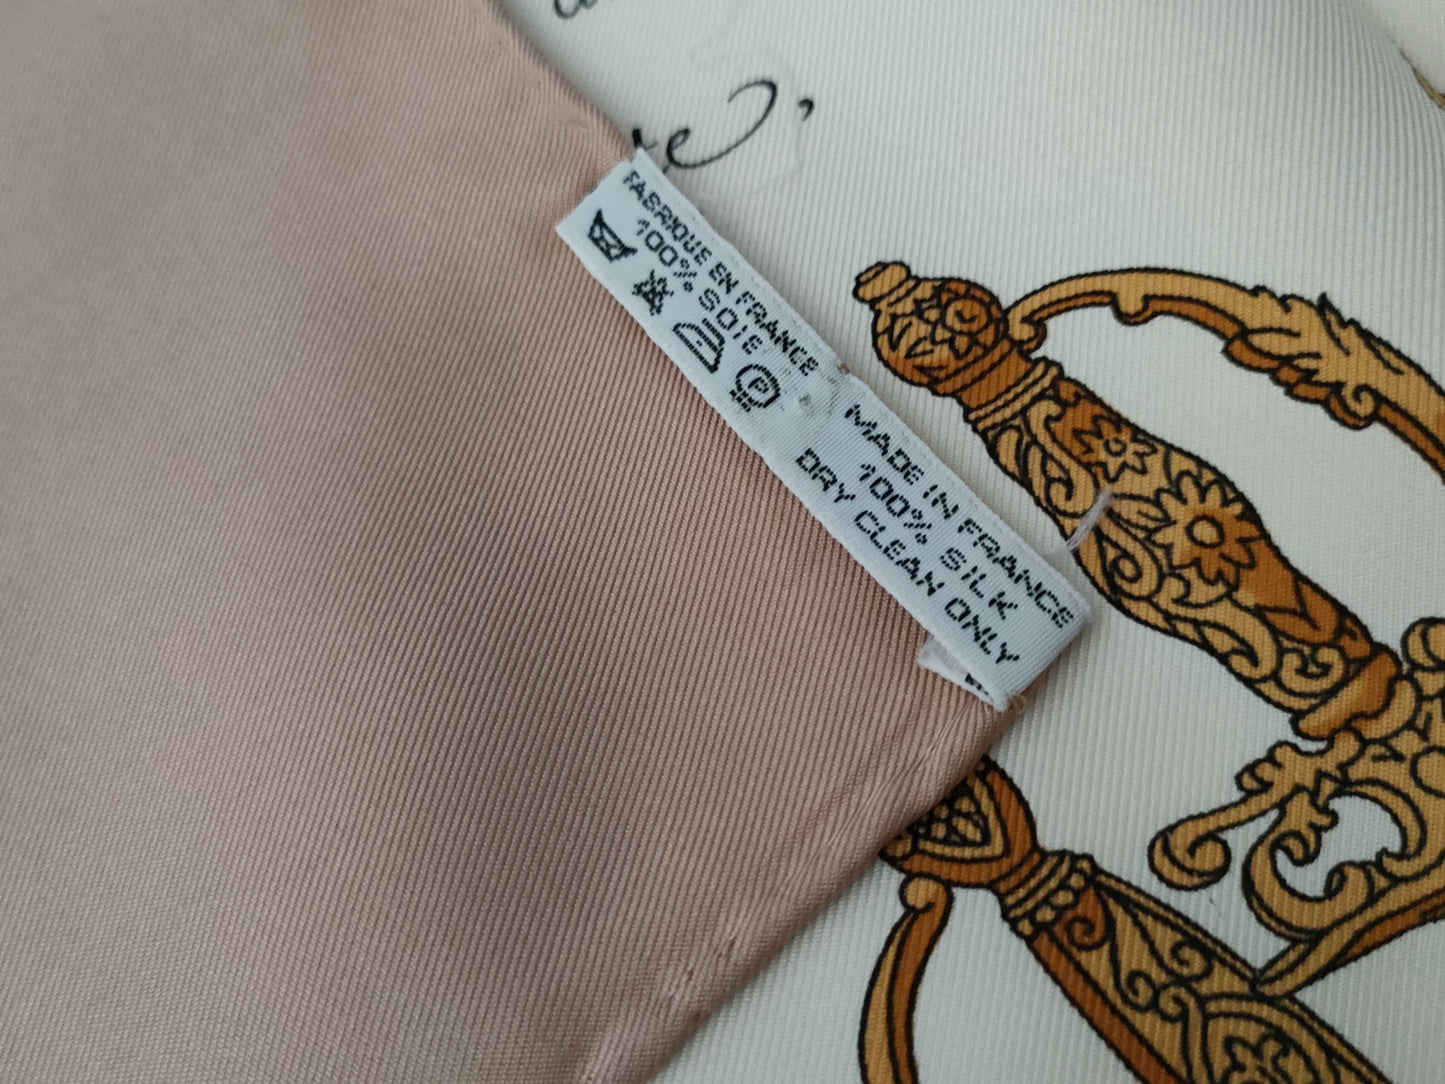 FABRIQUE EN FRANCE
100% SOIE
P
MADE IN FRANCE
100% SILK
DRY CLEAN ONLY